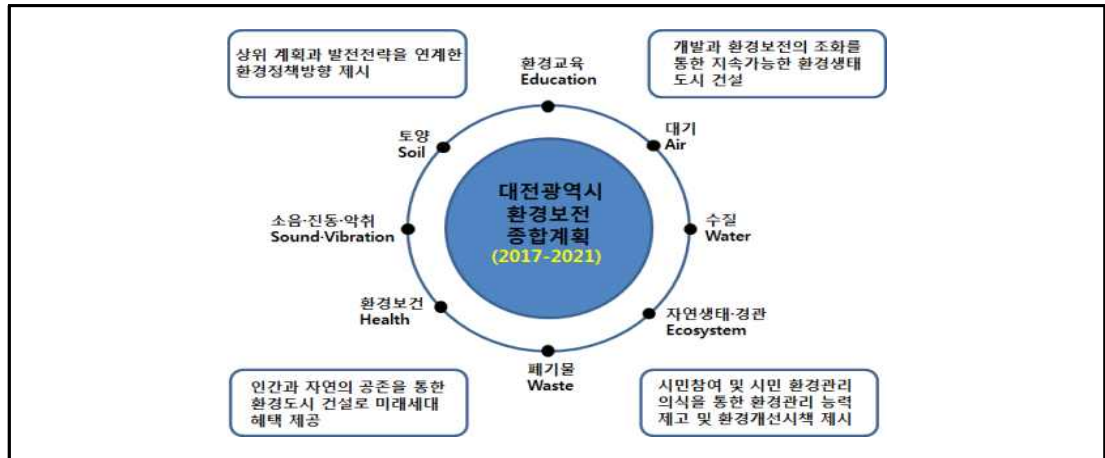 상위 계획과 발전전략을 연계한
환경정책방향 제시
개발과 환경보전의 조화를
통한 지속가능한 환경생태
도시 건설
환경교육
Education
대기
Air
수질
Water
자연생태·경관
Ecosystem
폐기물
Waste
환경보건
Health
소음·진동·악취
Sound·Vibration
토양
Soil
대전광역시
환경보전
종합계획
(2017-2021)
인간과 자연의 공존을 통한
환경도시 건설로 미래세대
혜택 제공
시민참여 및 시민 환경관리
의식을 통한 환경관리 능력
제고 및 환경개선시책 제시